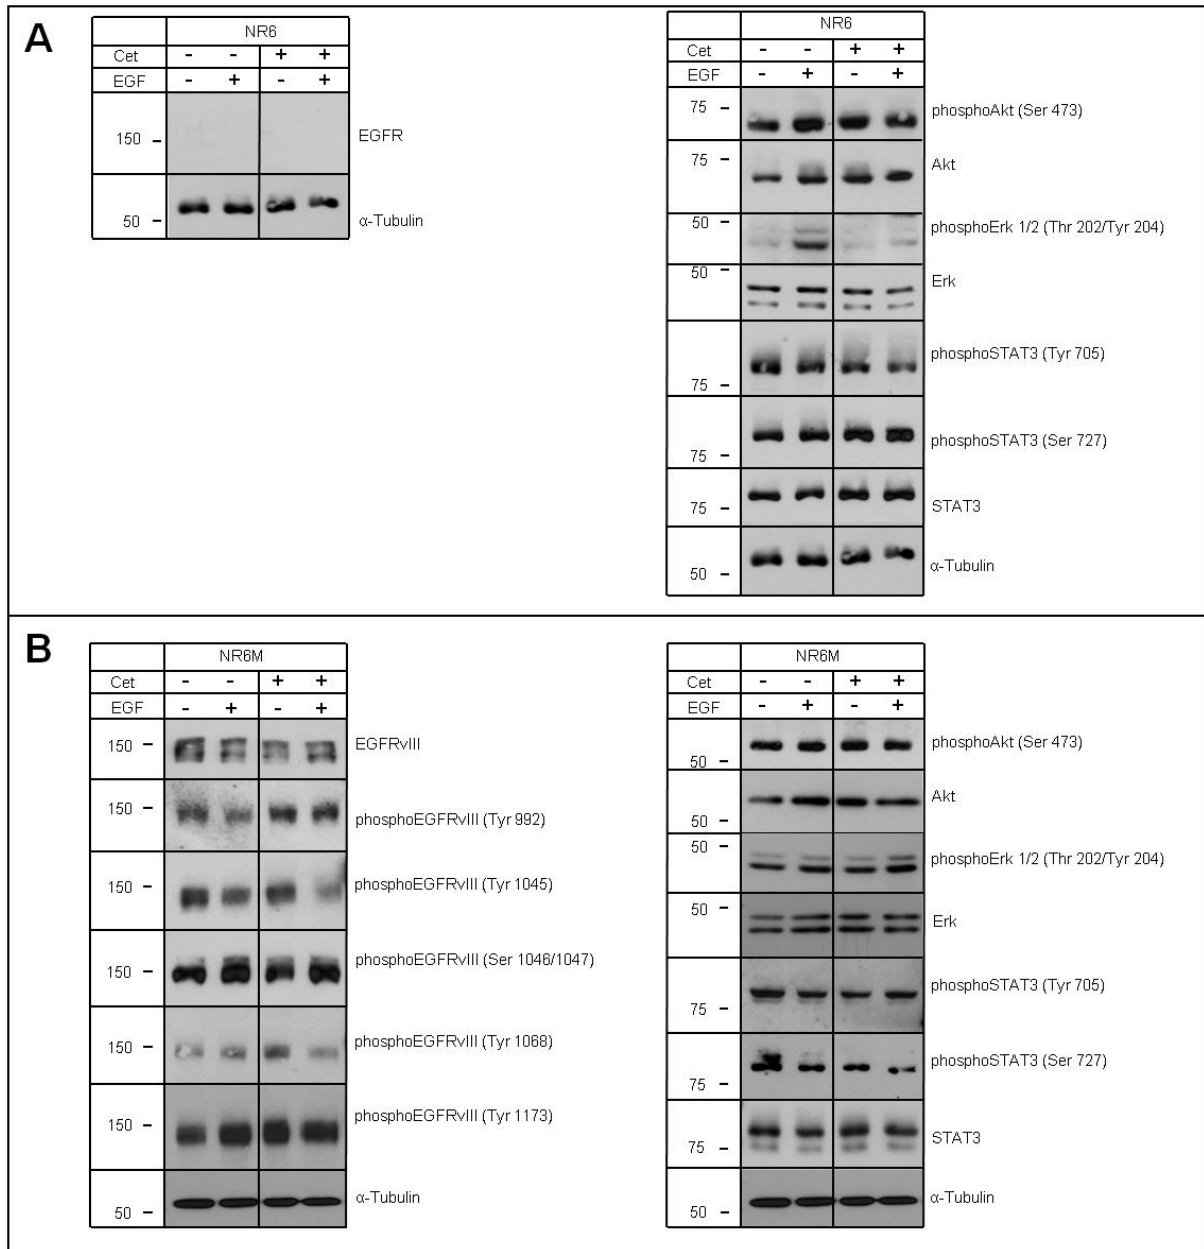 A
NR6
Cet - - + +
EGF - + - +
150 - EGFR
50 - α-Tubulin
NR6
Cet - - + +
EGF - + - +
75 - phosphoAkt (Ser 473)
75 - Akt
50 - phosphoErk 1/2 (Thr 202/Tyr 204)
50 - Erk
phosphoSTAT3 (Tyr 705)
75 -
phosphoSTAT3 (Ser 727)
75 -
75 - STAT3
50 - α-Tubulin
B
NR6M
Cet - - + +
EGF - + - +
150 - EGFRvIII
150 - phosphoEGFRvIII (Tyr 992)
150 - phosphoEGFRvIII (Tyr 1045)
150 - phosphoEGFRvIII (Ser 1046/1047)
150 - phosphoEGFRvIII (Tyr 1068)
150 - phosphoEGFRvIII (Tyr 1173)
50 - α-Tubulin
NR6M
Cet - - + +
EGF - + - +
phosphoAkt (Ser 473)
50 -
Akt
50 -
50 - phosphoErk 1/2 (Thr 202/Tyr 204)
50 - Erk
phosphoSTAT3 (Tyr 705)
75 -
phosphoSTAT3 (Ser 727)
75 -
75 - STAT3
50 - α-Tubulin